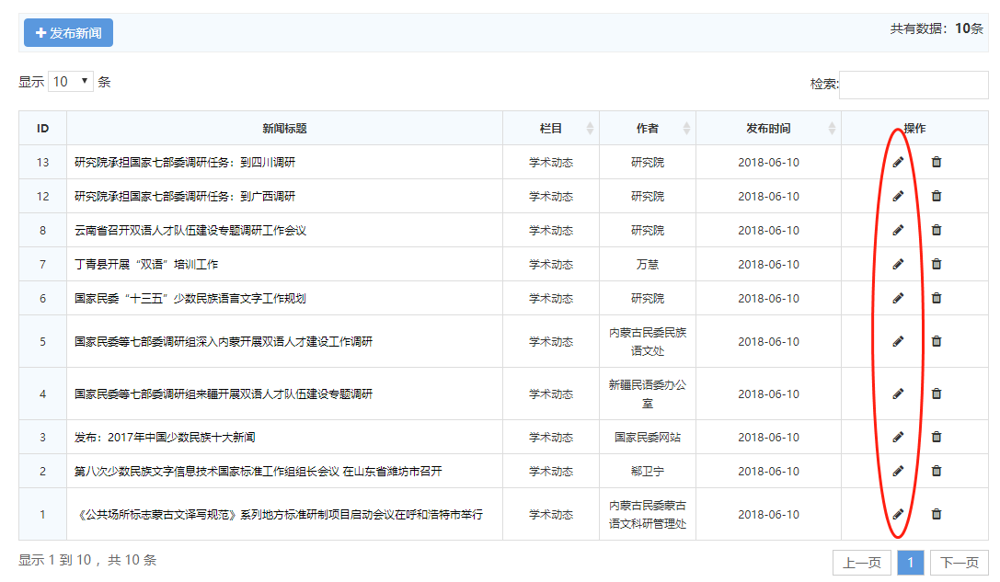 发布新闻
共有数据：10条
显示 10 条
检索:
ID 新闻标题 栏目 作者 发布时间 操作
13 研究院承担国家七部委调研任务：到四川调研 学术动态 研究院 2018-06-10
12 研究院承担国家七部委调研任务：到广西调研 学术动态 研究院 2018-06-10
8 云南省召开双语人才队伍建设专题调研工作会议 学术动态 研究院 2018-06-10
7 丁青县开展“双语”培训工作 学术动态 万慧 2018-06-10
6 国家民委“十三五”少数民族语言文字工作规划 学术动态 研究院 2018-06-10
5 国家民委等七部委调研组深入内蒙开展双语人才建设工作调研 学术动态 内蒙古民委民族
语文处 2018-06-10
4 国家民委等七部委调研组来疆开展双语人才队伍建设专题调研 学术动态 新疆民语委办公
室 2018-06-10
3 发布：2017年中国少数民族十大新闻 学术动态 国家民委网站 2018-06-10
2 第八次少数民族文字信息技术国家标准工作组组长会议 在山东省潍坊市召开 学术动态 郗卫宁 2018-06-10
1 《公共场所标志蒙古文译写规范》系列地方标准研制项目启动会议在呼和浩特市举行 学术动态 内蒙古民委蒙古
语文科研管理处 2018-06-10
显示 1 到 10 ，共 10 条
上一页 1 下一页